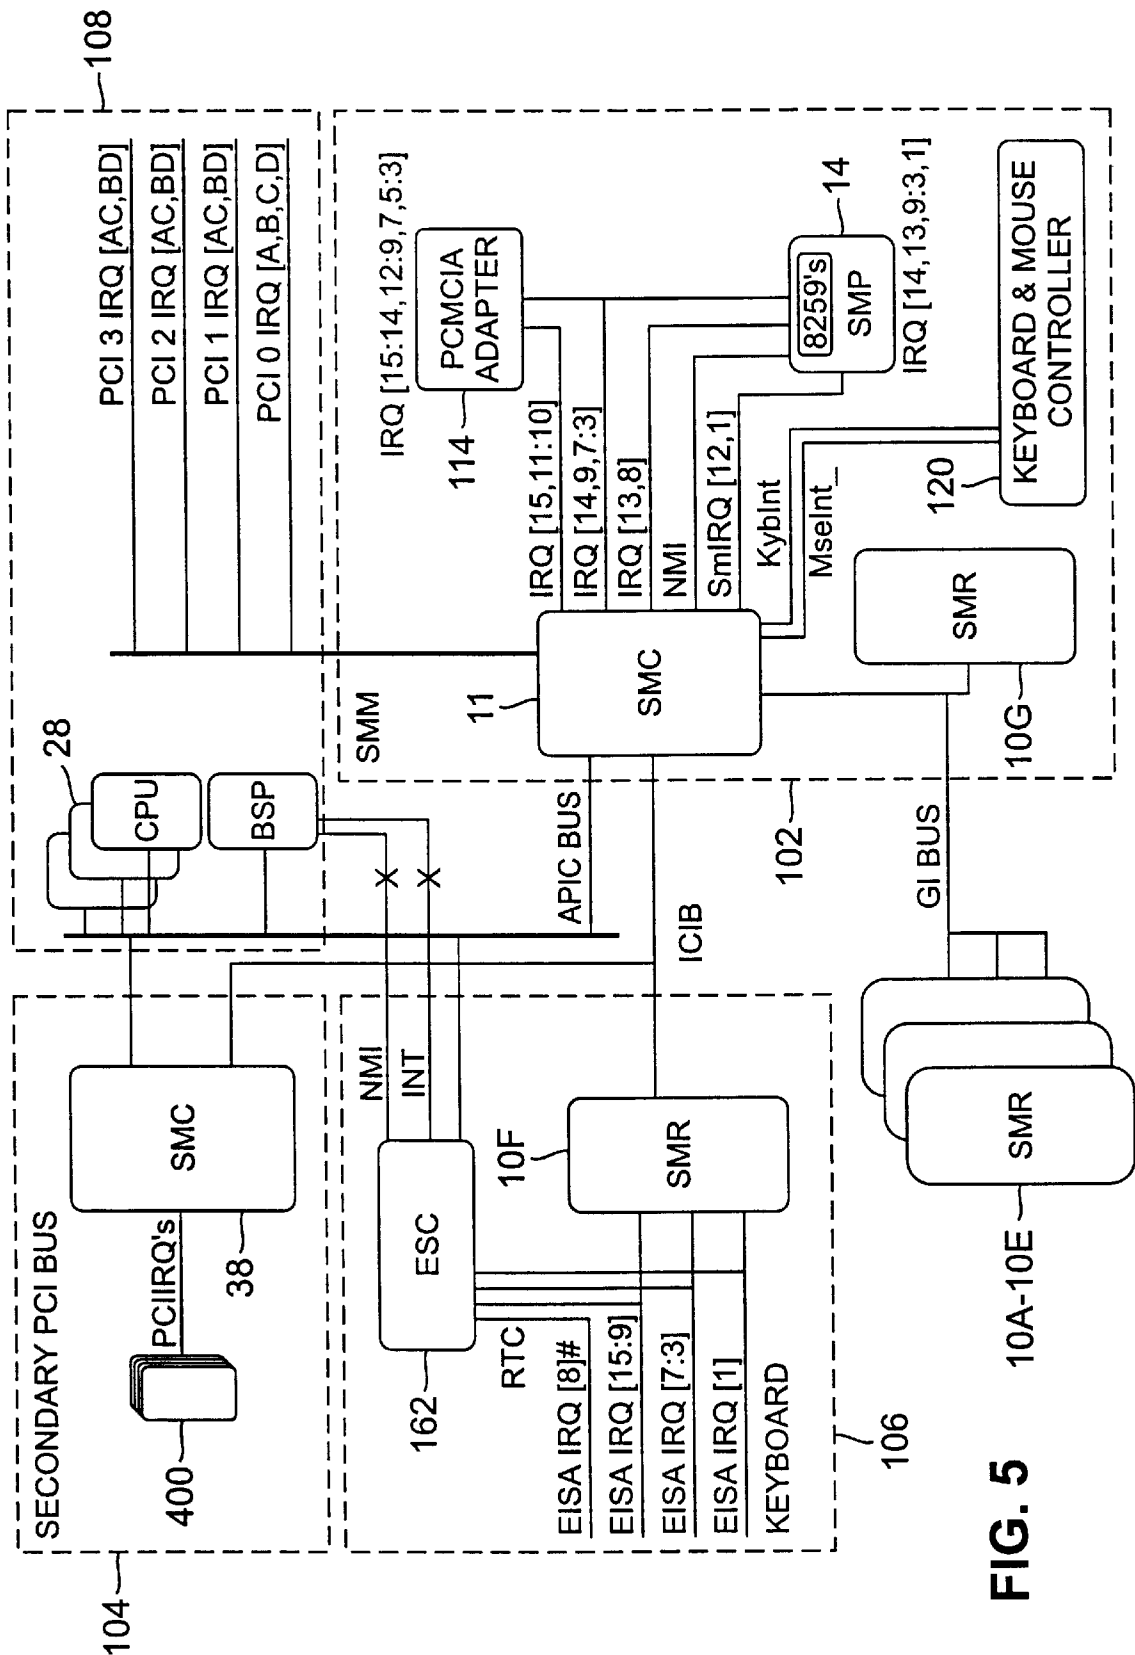 108
PCI 3 IRQ [AC,BD]
PCI 2 IRQ [AC,BD]
PCI 1 IRQ [AC,BD]
PCI 0 IRQ [A,B,C,D]
28
CPU
BSP
SECONDARY PCI BUS
SMC
38
PCIIRQ's
400
104
IRQ [15:14,12:9,7,5:3]
PCMCIA
ADAPTER
114
IRQ [15,11:10]
IRQ [14,9,7:3]
IRQ [13,8]
NMI
SmIRQ [12,1]
KybInt
MseInt_
14
8259's
SMP
IRQ [14,13,9:3,1]
KEYBOARD & MOUSE
CONTROLLER
120
SMM
11
SMC
SMR
10G
102
APIC BUS
ICIB
GI BUS
NMI
INT
ESC
162
10F
SMR
RTC
EISA IRQ [8]#
EISA IRQ [15:9]
EISA IRQ [7:3]
EISA IRQ [1]
KEYBOARD
106
SMR
10A-10E
FIG. 5